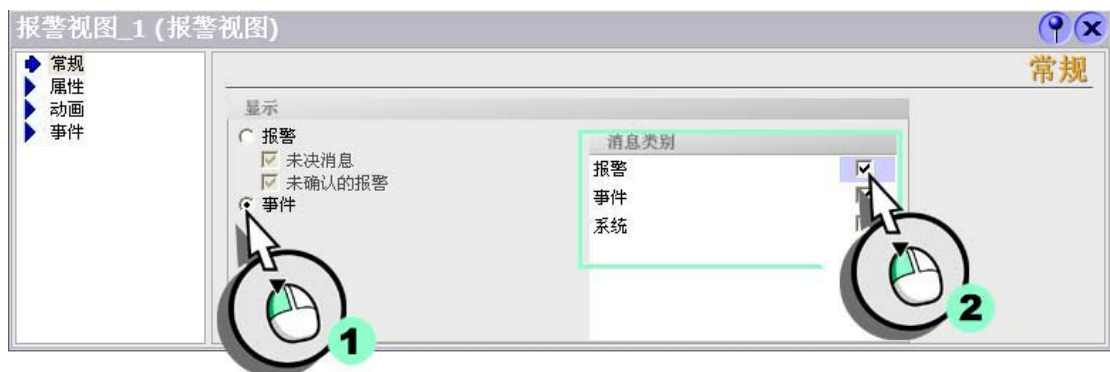 报警视图_1 (报警视图)
常规
属性
动画
事件
常规
显示
报警
未决消息
未确认的报警
事件
消息类别
报警
事件
系统
1
2